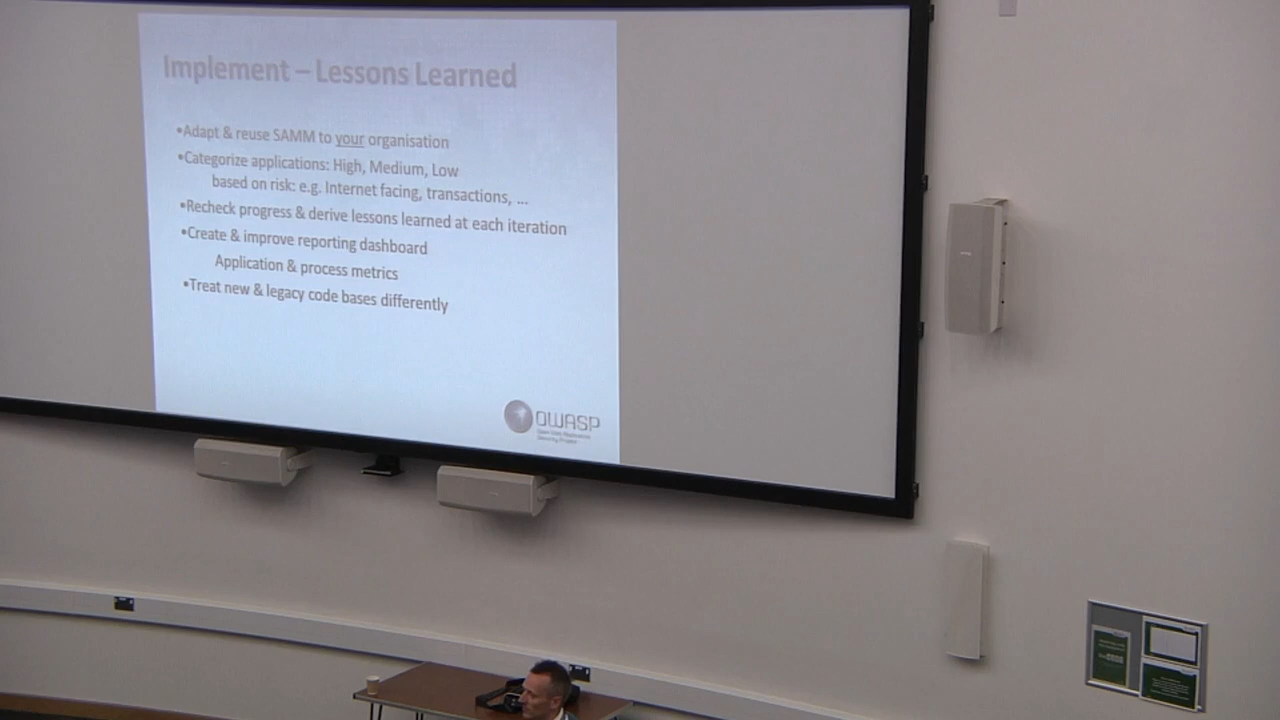 Implement – Lessons Learned
•Adapt & reuse SAMM to your organisation
•Categorize applications: High, Medium, Low
based on risk: e.g. Internet facing, transactions, ...
•Recheck progress & derive lessons learned at each iteration
•Create & improve reporting dashboard
Application & process metrics
•Treat new & legacy code bases differently
OWASP